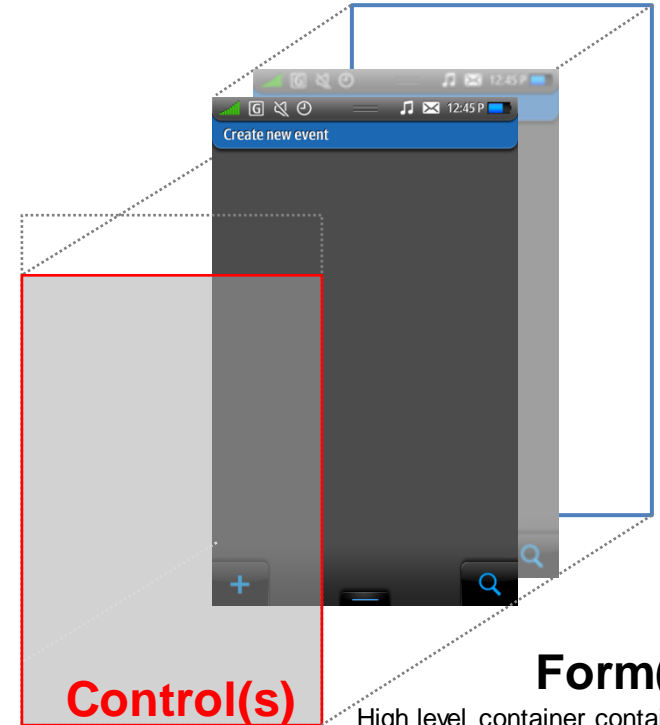 12:45 P
G 12:45 P
Create new event
Control(s)
Form(
High level container conta